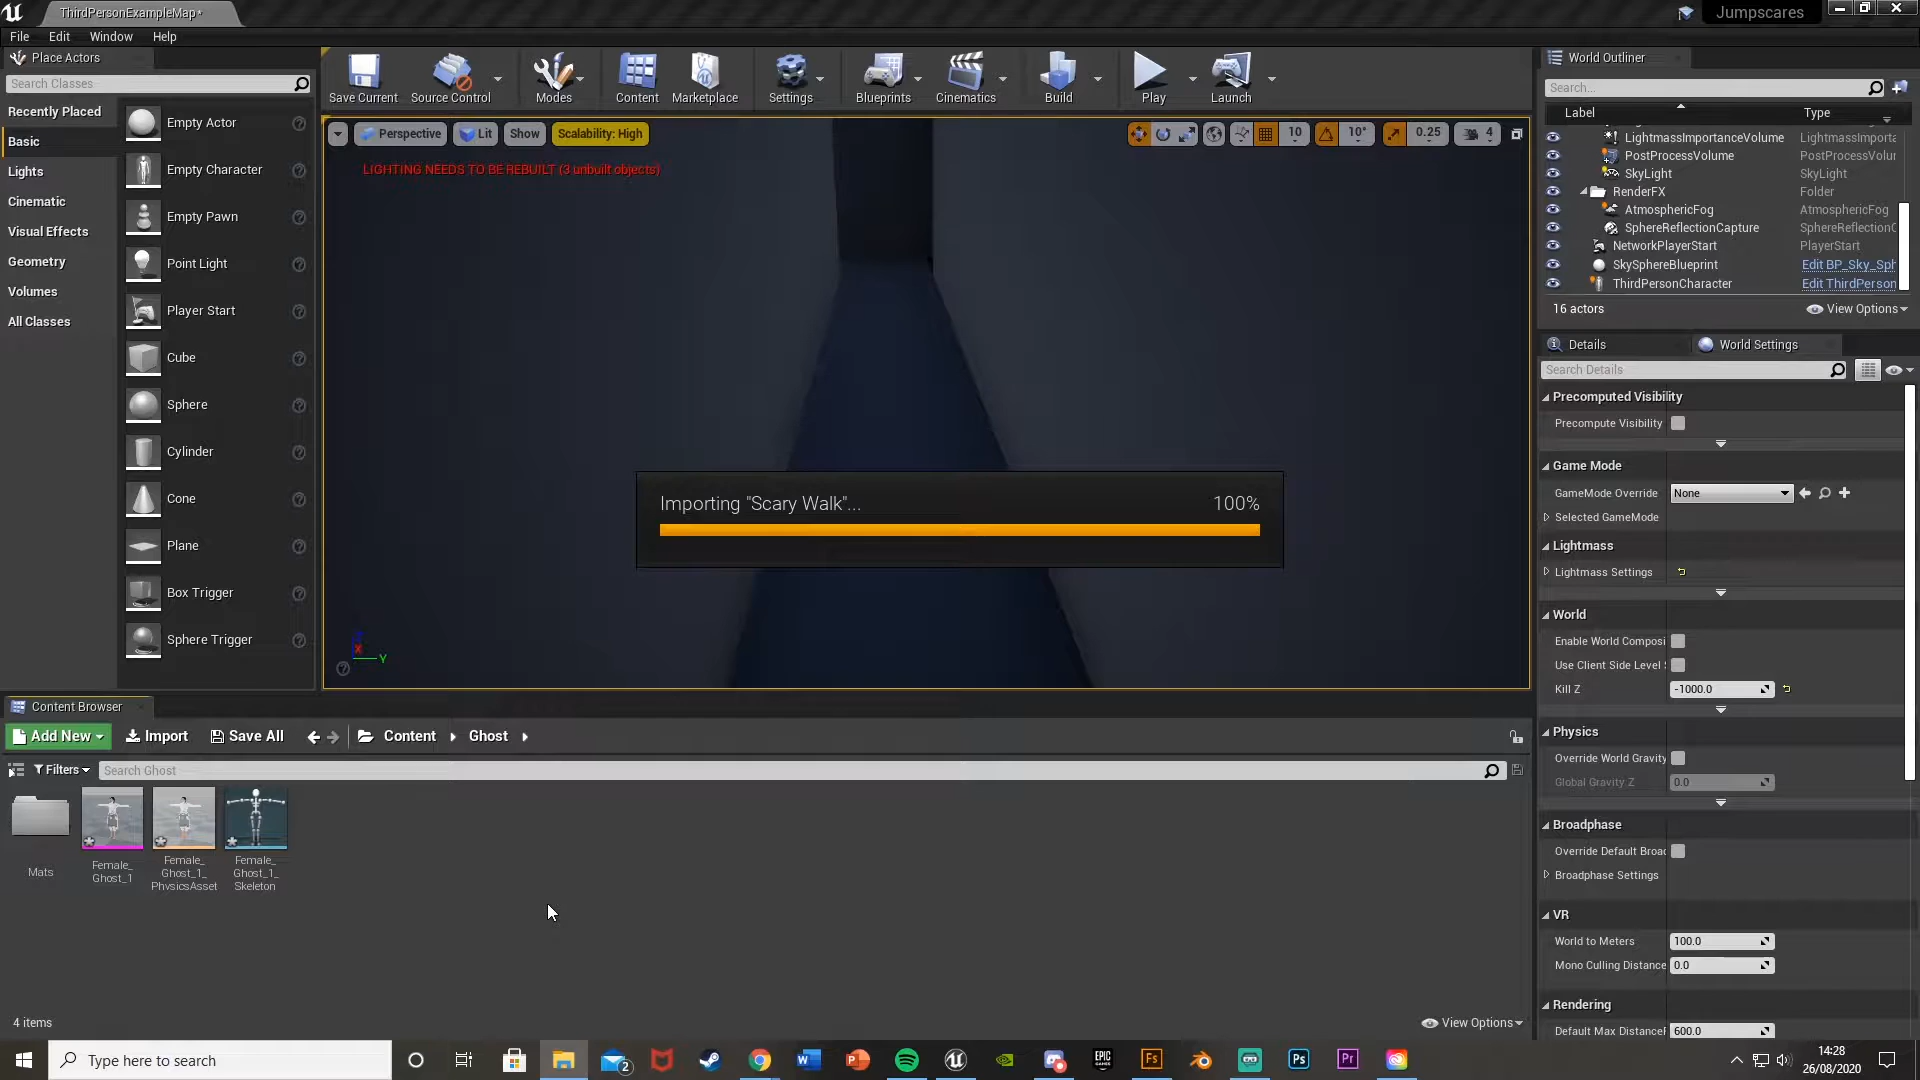 ThirdPersonExampleMap*
Jumpscares
File Edit Window Help
Place Actors
Search Classes
Recently Placed
Basic
Lights
Cinematic
Visual Effects
Geometry
Volumes
All Classes
Empty Actor
Empty Character
Empty Pawn
Point Light
Player Start
Cube
Sphere
Cylinder
Cone
Plane
Box Trigger
Sphere Trigger
Save Current Source Control Modes Content Marketplace Settings Blueprints Cinematics Build Play Launch
Perspective Lit Show Scalability: High 10 10° 0.25 4
LIGHTING NEEDS TO BE REBUILT (3 unbuilt objects)
Importing "Scary Walk"... 100%
X Y
World Outliner
Search...
Label Type
LightmassImportanceVolume LightmassImporta
PostProcessVolume PostProcessVolur
SkyLight SkyLight
RenderFX Folder
AtmosphericFog AtmosphericFog
SphereReflectionCapture SphereReflectionC
NetworkPlayerStart PlayerStart
SkySphereBlueprint Edit BP_Sky_Sph
ThirdPersonCharacter Edit ThirdPerson
16 actors View Options
Details World Settings
Search Details
Precomputed Visibility
Precompute Visibility
Game Mode
GameMode Override None
Selected GameMode
Lightmass
Lightmass Settings
World
Enable World Composi
Use Client Side Level
Kill Z -1000.0
Physics
Override World Gravity
Global Gravity Z 0.0
Broadphase
Override Default Broac
Broadphase Settings
VR
World to Meters 100.0
Mono Culling Distance 0.0
Rendering
Default Max DistanceF 600.0
Content Browser
Add New Import Save All Content Ghost
Filters Search Ghost
Mats
Female_
Ghost_1
Female_
Ghost_1_
PhysicsAsset
Female_
Ghost_1_
Skeleton
4 items View Options
Type here to search
2
EPIC
GAMES
Fs
Ps
Pr
14:28
26/08/2020